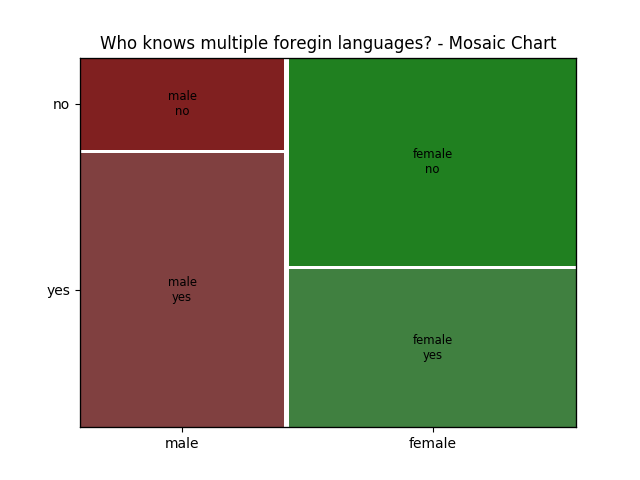 Who knows multiple foregin languages? - Mosaic Chart
no
male
no
female
no
yes
male
yes
female
yes
male
female